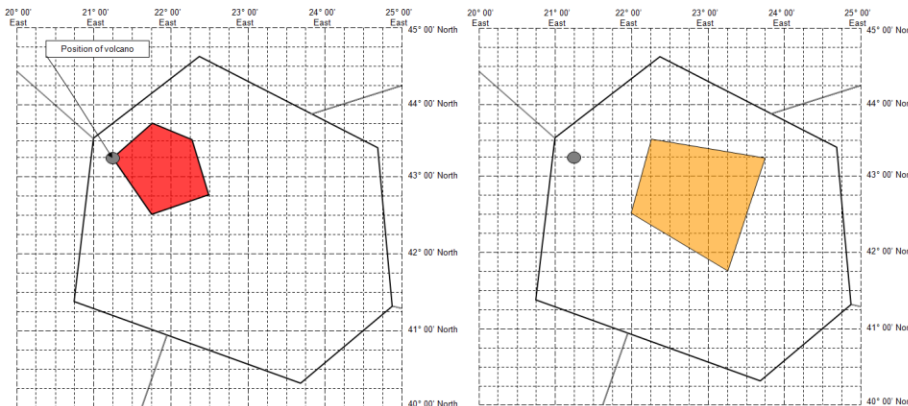 20° 00' 21° 00' 22° 00' 23° 00' 24° 00' 25° 00'
East East East East East East
45° 00' North
Position of volcano
44° 00' North
43° 00' North
42° 00' North
41° 00' North
40° 00' North
20° 00' 21° 00' 22° 00' 23° 00' 24° 00' 25° 00'
East East East East East East
45° 00' North
44° 00' North
43° 00' North
42° 00' North
41° 00' North
40° 00' North